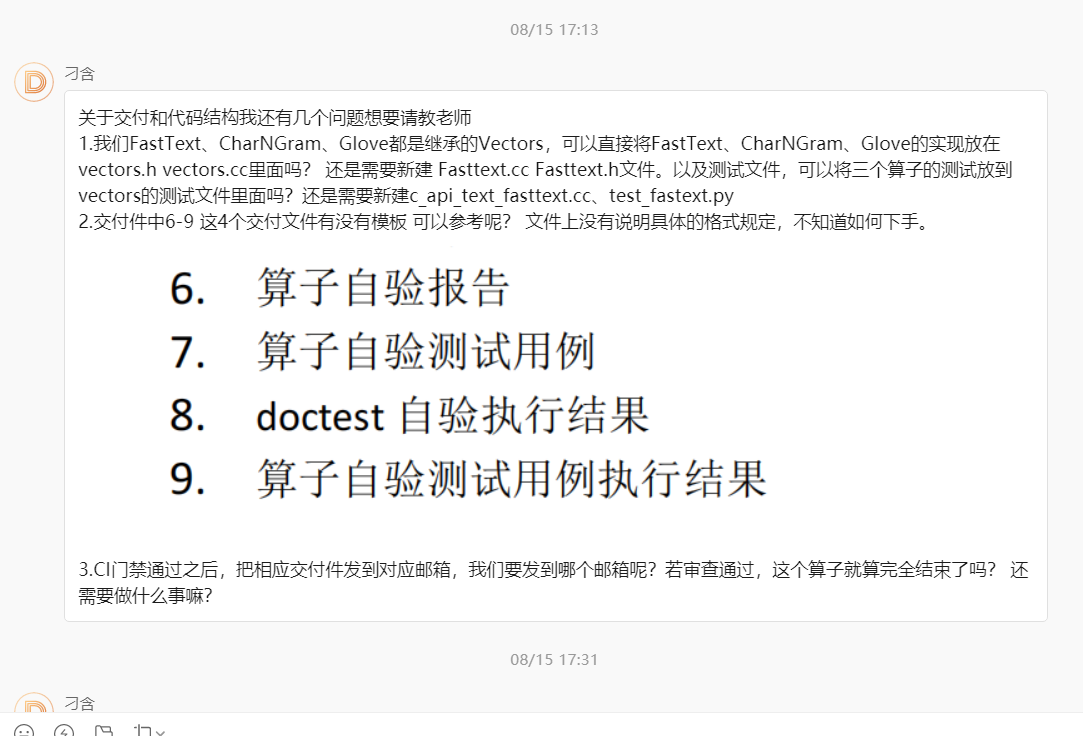 08/15 17:13
刁含
关于交付和代码结构我还有几个问题想要请教老师
1.我们FastText、CharNGram、Glove都是继承的Vectors，可以直接将FastText、CharNGram、Glove的实现放在
vectors.h vectors.cc里面吗？ 还是需要新建 Fasttext.cc Fasttext.h文件。以及测试文件，可以将三个算子的测试放到
vectors的测试文件里面吗？还是需要新建c_api_text_fasttext.cc、test_fastext.py
2.交付件中6-9 这4个交付文件有没有模板 可以参考呢？ 文件上没有说明具体的格式规定，不知道如何下手。
6. 算子自验报告
7. 算子自验测试用例
8. doctest 自验执行结果
9. 算子自验测试用例执行结果
3.CI门禁通过之后，把相应交付件发到对应邮箱，我们要发到哪个邮箱呢？若审查通过，这个算子就算完全结束了吗？ 还
需要做什么事嘛？
08/15 17:31
刁含